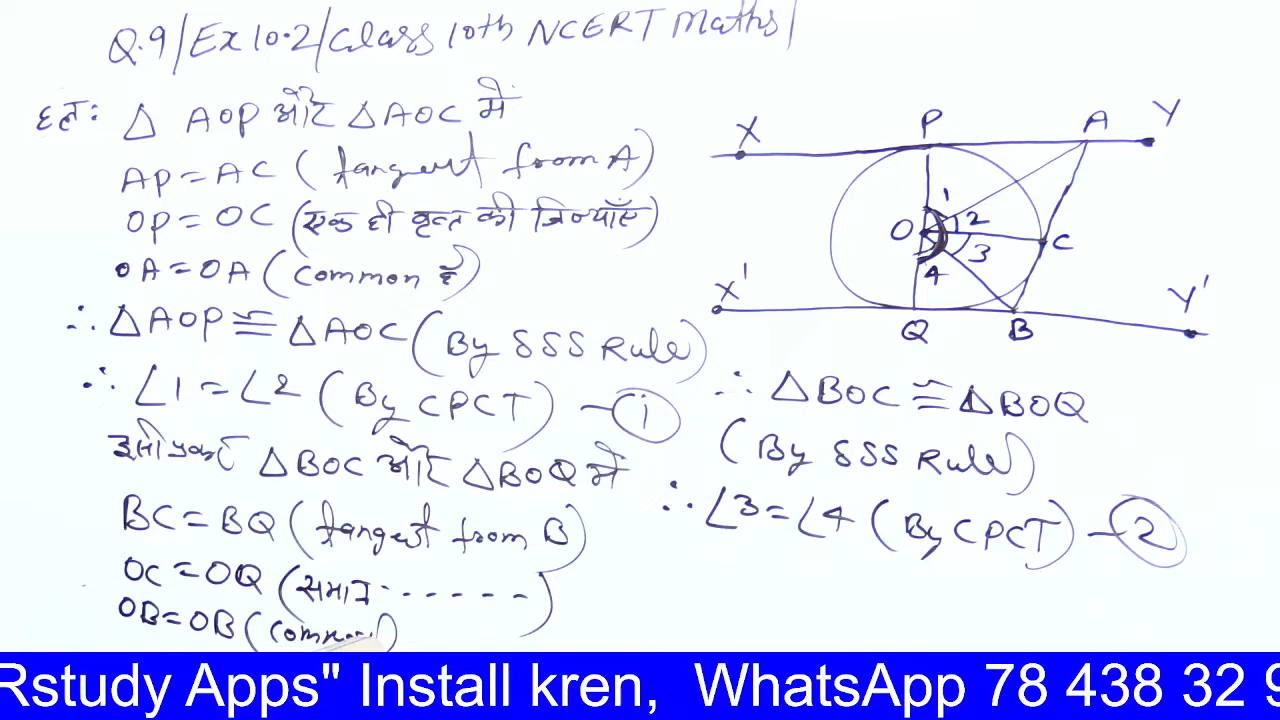 Q.9/Ex 10.2/Class 10th NCERT Maths/
हल: △ AOP और △AOC में
AP = AC (tangent from A)
OP = OC (एक ही वृत्त की त्रिज्याएँ)
OA = OA (common है)
∴ △AOP ≅ △AOC (By SSS Rule)
∴ ∠1 = ∠2 (By CPCT) — 1
इसी प्रकार △BOC और △BOQ में
BC = BQ (tangent from B)
OC = OQ (समान ......)
OB = OB (common)
X P A Y
1
O 2
C
3
4
X' Y'
Q B
∴ △BOC ≅ △BOQ
(By SSS Rule)
∴ ∠3 = ∠4 (By CPCT) — 2
Rstudy Apps" Install kren, WhatsApp 78 438 32 9